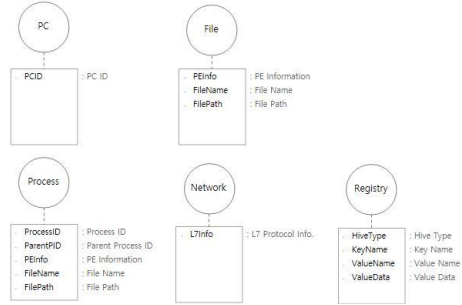 PC
PCID : PC ID
File
PEInfo : PE Information
FileName : File Name
FilePath : File Path
Process
ProcessID : Process ID
ParentPID : Parent Process ID
PEInfo : PE Information
FileName : File Name
FilePath : File Path
Network
L7Info : L7 Protocol Info.
Registry
HiveType : Hive Type
KeyName : Key Name
ValueName : Value Name
ValueData : Value Data